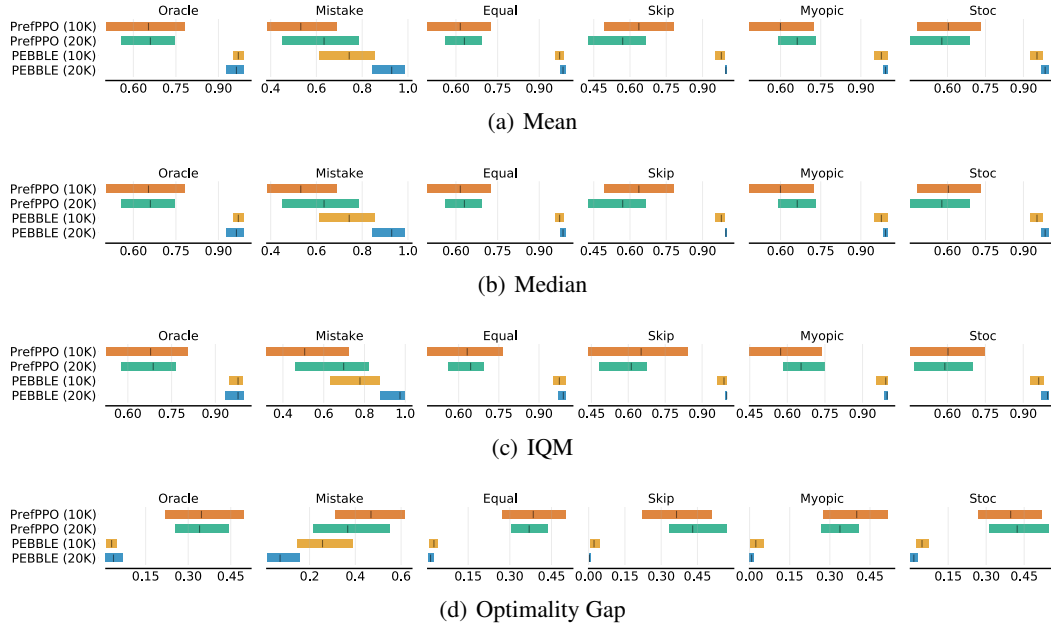 Oracle Mistake Equal Skip Myopic Stoc
PrefPPO (10K)
PrefPPO (20K)
PEBBLE (10K)
PEBBLE (20K)
0.60 0.75 0.90 0.4 0.6 0.8 1.0 0.60 0.75 0.90 0.45 0.60 0.75 0.90 0.60 0.75 0.90 0.60 0.75 0.90
(a) Mean
Oracle Mistake Equal Skip Myopic Stoc
PrefPPO (10K)
PrefPPO (20K)
PEBBLE (10K)
PEBBLE (20K)
0.60 0.75 0.90 0.4 0.6 0.8 1.0 0.60 0.75 0.90 0.45 0.60 0.75 0.90 0.60 0.75 0.90 0.60 0.75 0.90
(b) Median
Oracle Mistake Equal Skip Myopic Stoc
PrefPPO (10K)
PrefPPO (20K)
PEBBLE (10K)
PEBBLE (20K)
0.60 0.75 0.90 0.4 0.6 0.8 1.0 0.60 0.75 0.90 0.45 0.60 0.75 0.90 0.45 0.60 0.75 0.90 0.60 0.75 0.90
(c) IQM
Oracle Mistake Equal Skip Myopic Stoc
PrefPPO (10K)
PrefPPO (20K)
PEBBLE (10K)
PEBBLE (20K)
0.15 0.30 0.45 0.2 0.4 0.6 0.15 0.30 0.45 0.00 0.15 0.30 0.45 0.00 0.15 0.30 0.45 0.15 0.30 0.45
(d) Optimality Gap